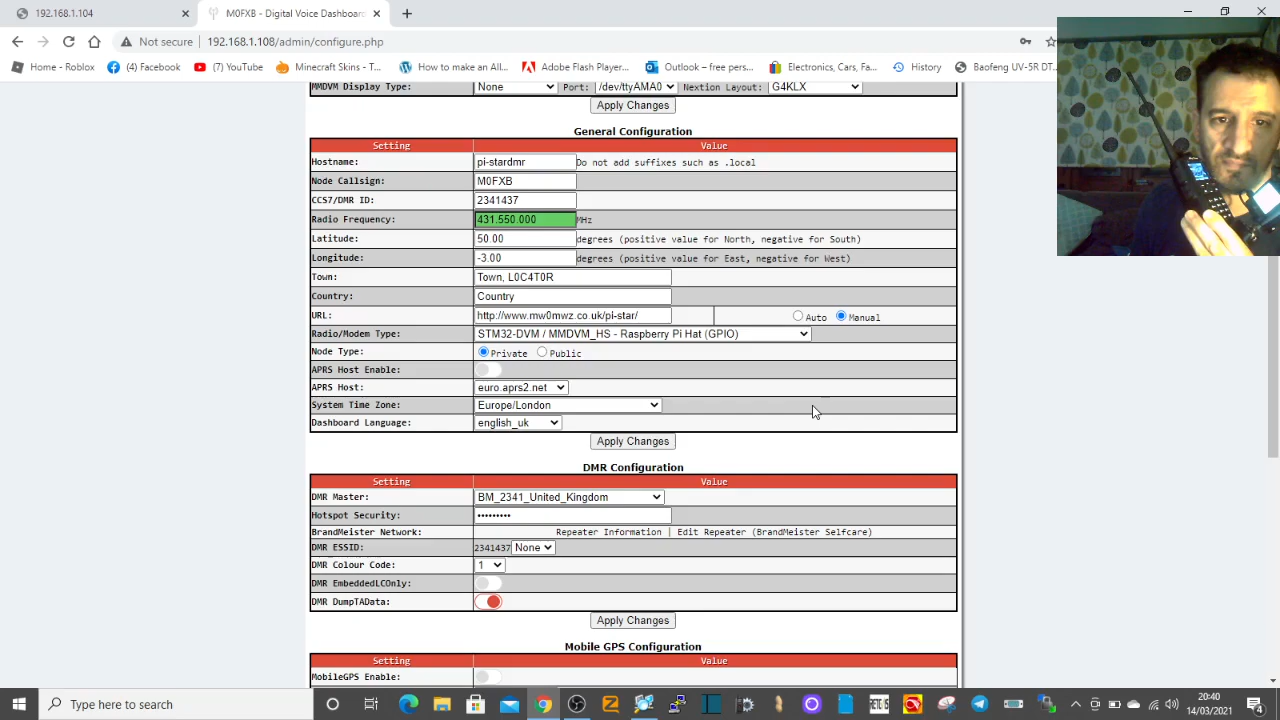 192.168.1.104 M0FXB - Digital Voice Dashboar
Not secure 192.168.1.108/admin/configure.php
Home - Roblox (4) Facebook (7) YouTube Minecraft Skins - T... How to make an All... Adobe Flash Player... Outlook – free pers... Electronics, Cars, Fa... History Baofeng UV-5R DT...
MMDVM Display Type: None Port: /dev/ttyAMA0 Nextion Layout: G4KLX
Apply Changes
General Configuration
Setting Value
Hostname: pi-stardmr Do not add suffixes such as .local
Node Callsign: M0FXB
CCS7/DMR ID: 2341437
Radio Frequency: 431.550.000 MHz
Latitude: 50.00 degrees (positive value for North, negative for South)
Longitude: -3.00 degrees (positive value for East, negative for West)
Town: Town, L0C4T0R
Country: Country
URL: http://www.mw0mwz.co.uk/pi-star/ Auto Manual
Radio/Modem Type: STM32-DVM / MMDVM_HS - Raspberry Pi Hat (GPIO)
Node Type: Private Public
APRS Host Enable:
APRS Host: euro.aprs2.net
System Time Zone: Europe/London
Dashboard Language: english_uk
Apply Changes
DMR Configuration
Setting Value
DMR Master: BM_2341_United_Kingdom
Hotspot Security: •••••••••
BrandMeister Network: Repeater Information | Edit Repeater (BrandMeister Selfcare)
DMR ESSID: 2341437 None
DMR Colour Code: 1
DMR EmbeddedLCOnly:
DMR DumpTAData:
Apply Changes
Mobile GPS Configuration
Setting Value
MobileGPS Enable:
Type here to search
20:40
14/03/2021
4